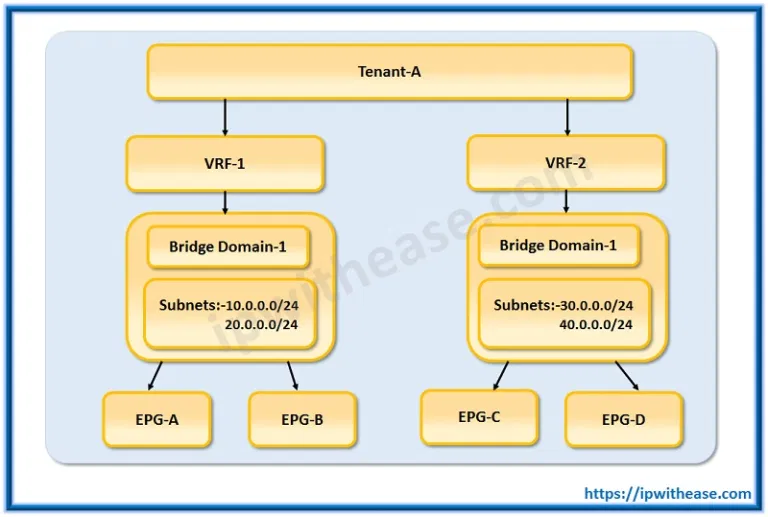 Tenant-A
VRF-1
VRF-2
Bridge Domain-1
Subnets:-10.0.0.0/24
20.0.0.0/24
Bridge Domain-1
Subnets:-30.0.0.0/24
40.0.0.0/24
EPG-A
EPG-B
EPG-C
EPG-D
ipwithease.com
https://ipwithease.com